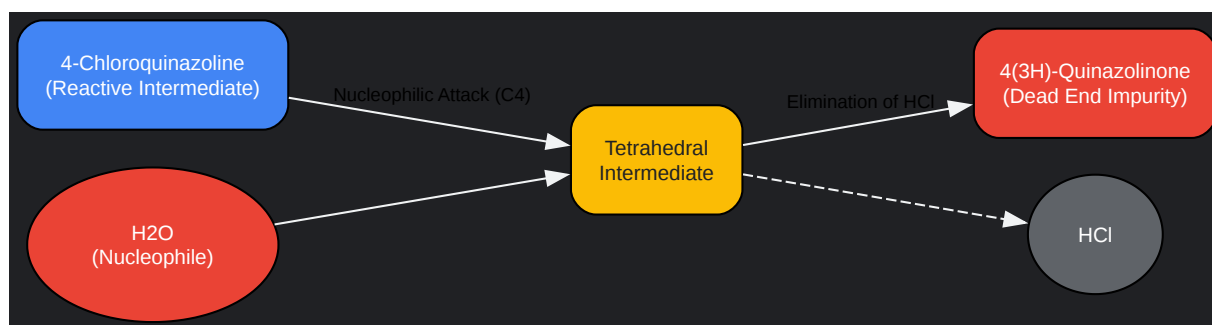 4-Chloroquinazoline
(Reactive Intermediate)
Nucleophilic Attack (C4)
H2O
(Nucleophile)
Tetrahedral
Intermediate
Elimination of HCl
4(3H)-Quinazolinone
(Dead End Impurity)
HCl